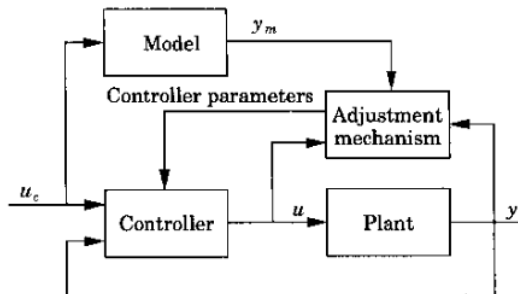 Model
y_m
Controller parameters
Adjustment
mechanism
u_c
Controller
u
Plant
y